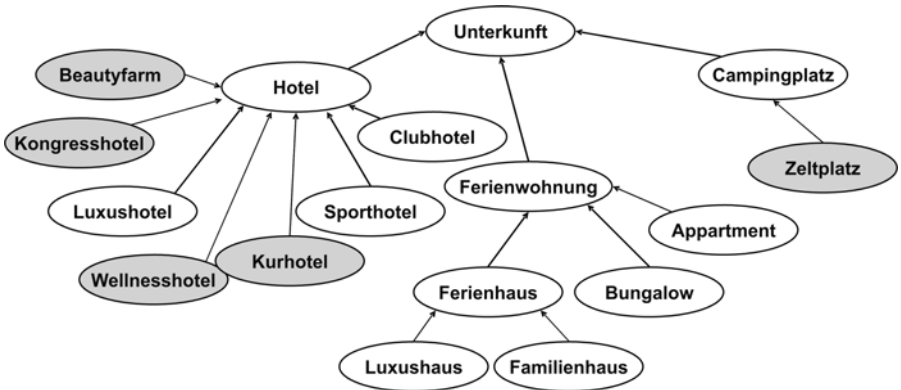 Unterkunft
Beautyfarm
Hotel
Campingplatz
Kongresshotel
Clubhotel
Zeltplatz
Ferienwohnung
Luxushotel
Sporthotel
Appartment
Kurhotel
Wellnesshotel
Ferienhaus
Bungalow
Luxushaus
Familienhaus